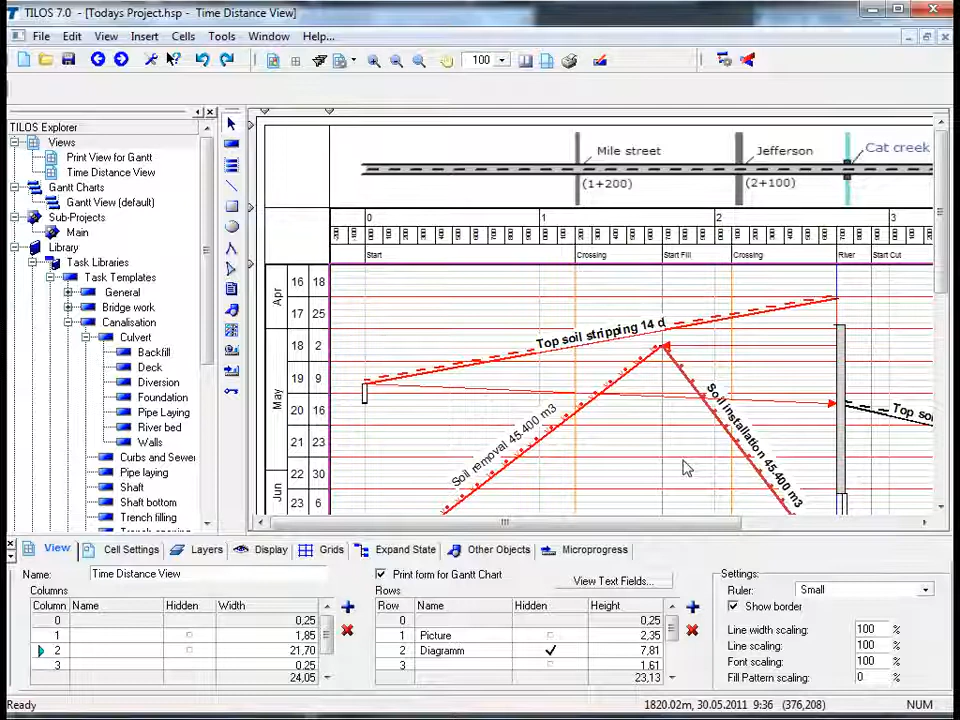 TILOS 7.0 - [Todays Project.hsp - Time Distance View]
File Edit View Insert Cells Tools Window Help...
100
TILOS Explorer
Views
Print View for Gantt
Time Distance View
Gantt Charts
Gantt View (default)
Sub-Projects
Main
Library
Task Libraries
Task Templates
General
Bridge work
Canalisation
Culvert
Backfill
Deck
Diversion
Foundation
Pipe Laying
River bed
Walls
Curbs and Sewer
Pipe laying
Shaft
Shaft bottom
Trench filling
Mile street
Jefferson
Cat creek
(1+200)
(2+100)
0 1 2 3
Start Crossing Start Fill Crossing River Start Cut
Apr
May
Jun
16 18
17 25
18 2
19 9
20 16
21 23
22 30
23 6
Top soil stripping 14 d
Soil removal 45.400 m3
Soil installation 45.400 m3
Top so
View Cell Settings Layers Display Grids Expand State Other Objects Microprogress
Name: Time Distance View
Columns
Column Name Hidden Width
0 0,25
1 1,85
2 21,70
3 0,25
24,05
Print form for Gantt Chart
View Text Fields...
Rows
Row Name Hidden Height
0 0,25
1 Picture 2,35
2 Diagramm 7,81
3 1,61
23,13
Settings:
Ruler: Small
Show border
Line width scaling: 100 %
Line scaling: 100 %
Font scaling: 100 %
Fill Pattern scaling: 0 %
Ready
1820.02m, 30.05.2011 9:36 (376,208)
NUM